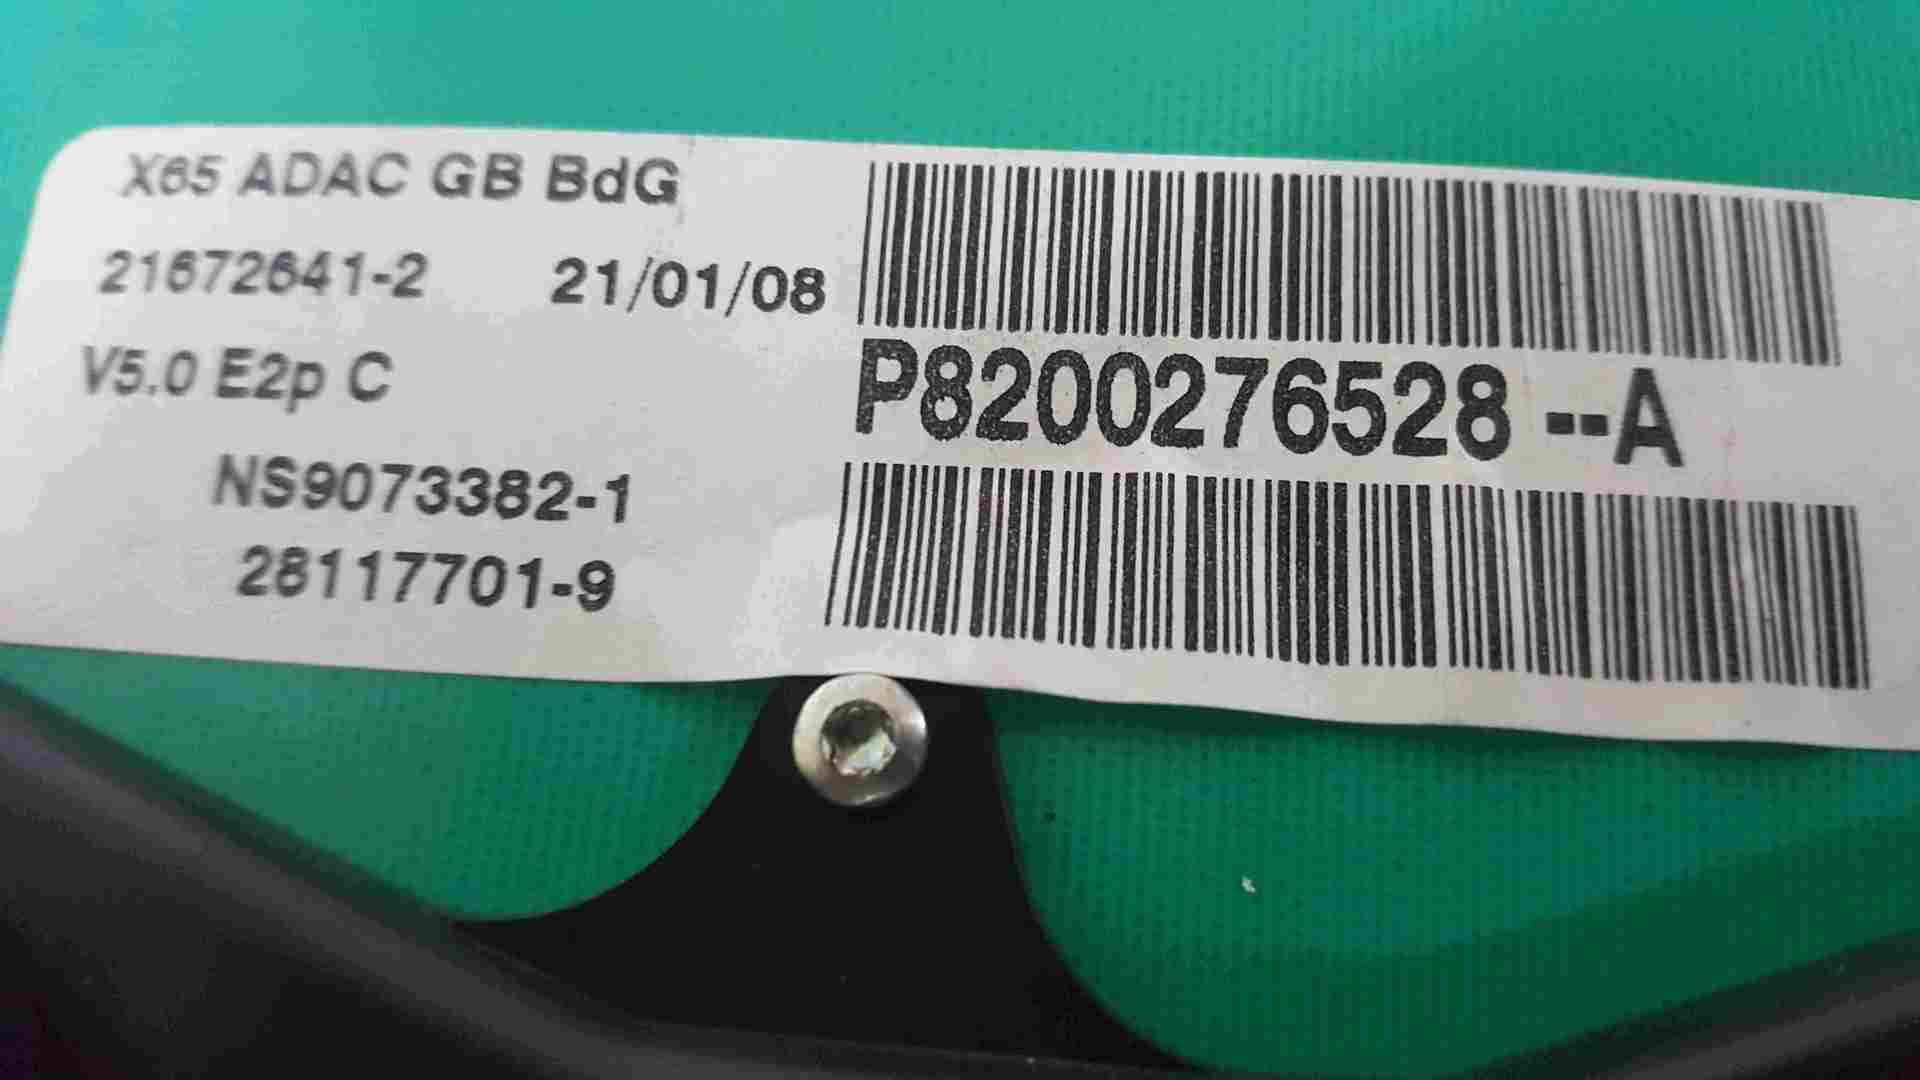 X65 ADAC GB BdG
21672641-2 21/01/08
V5.0 E2p C
P8200276528--A
NS9073382-1
28117701-9